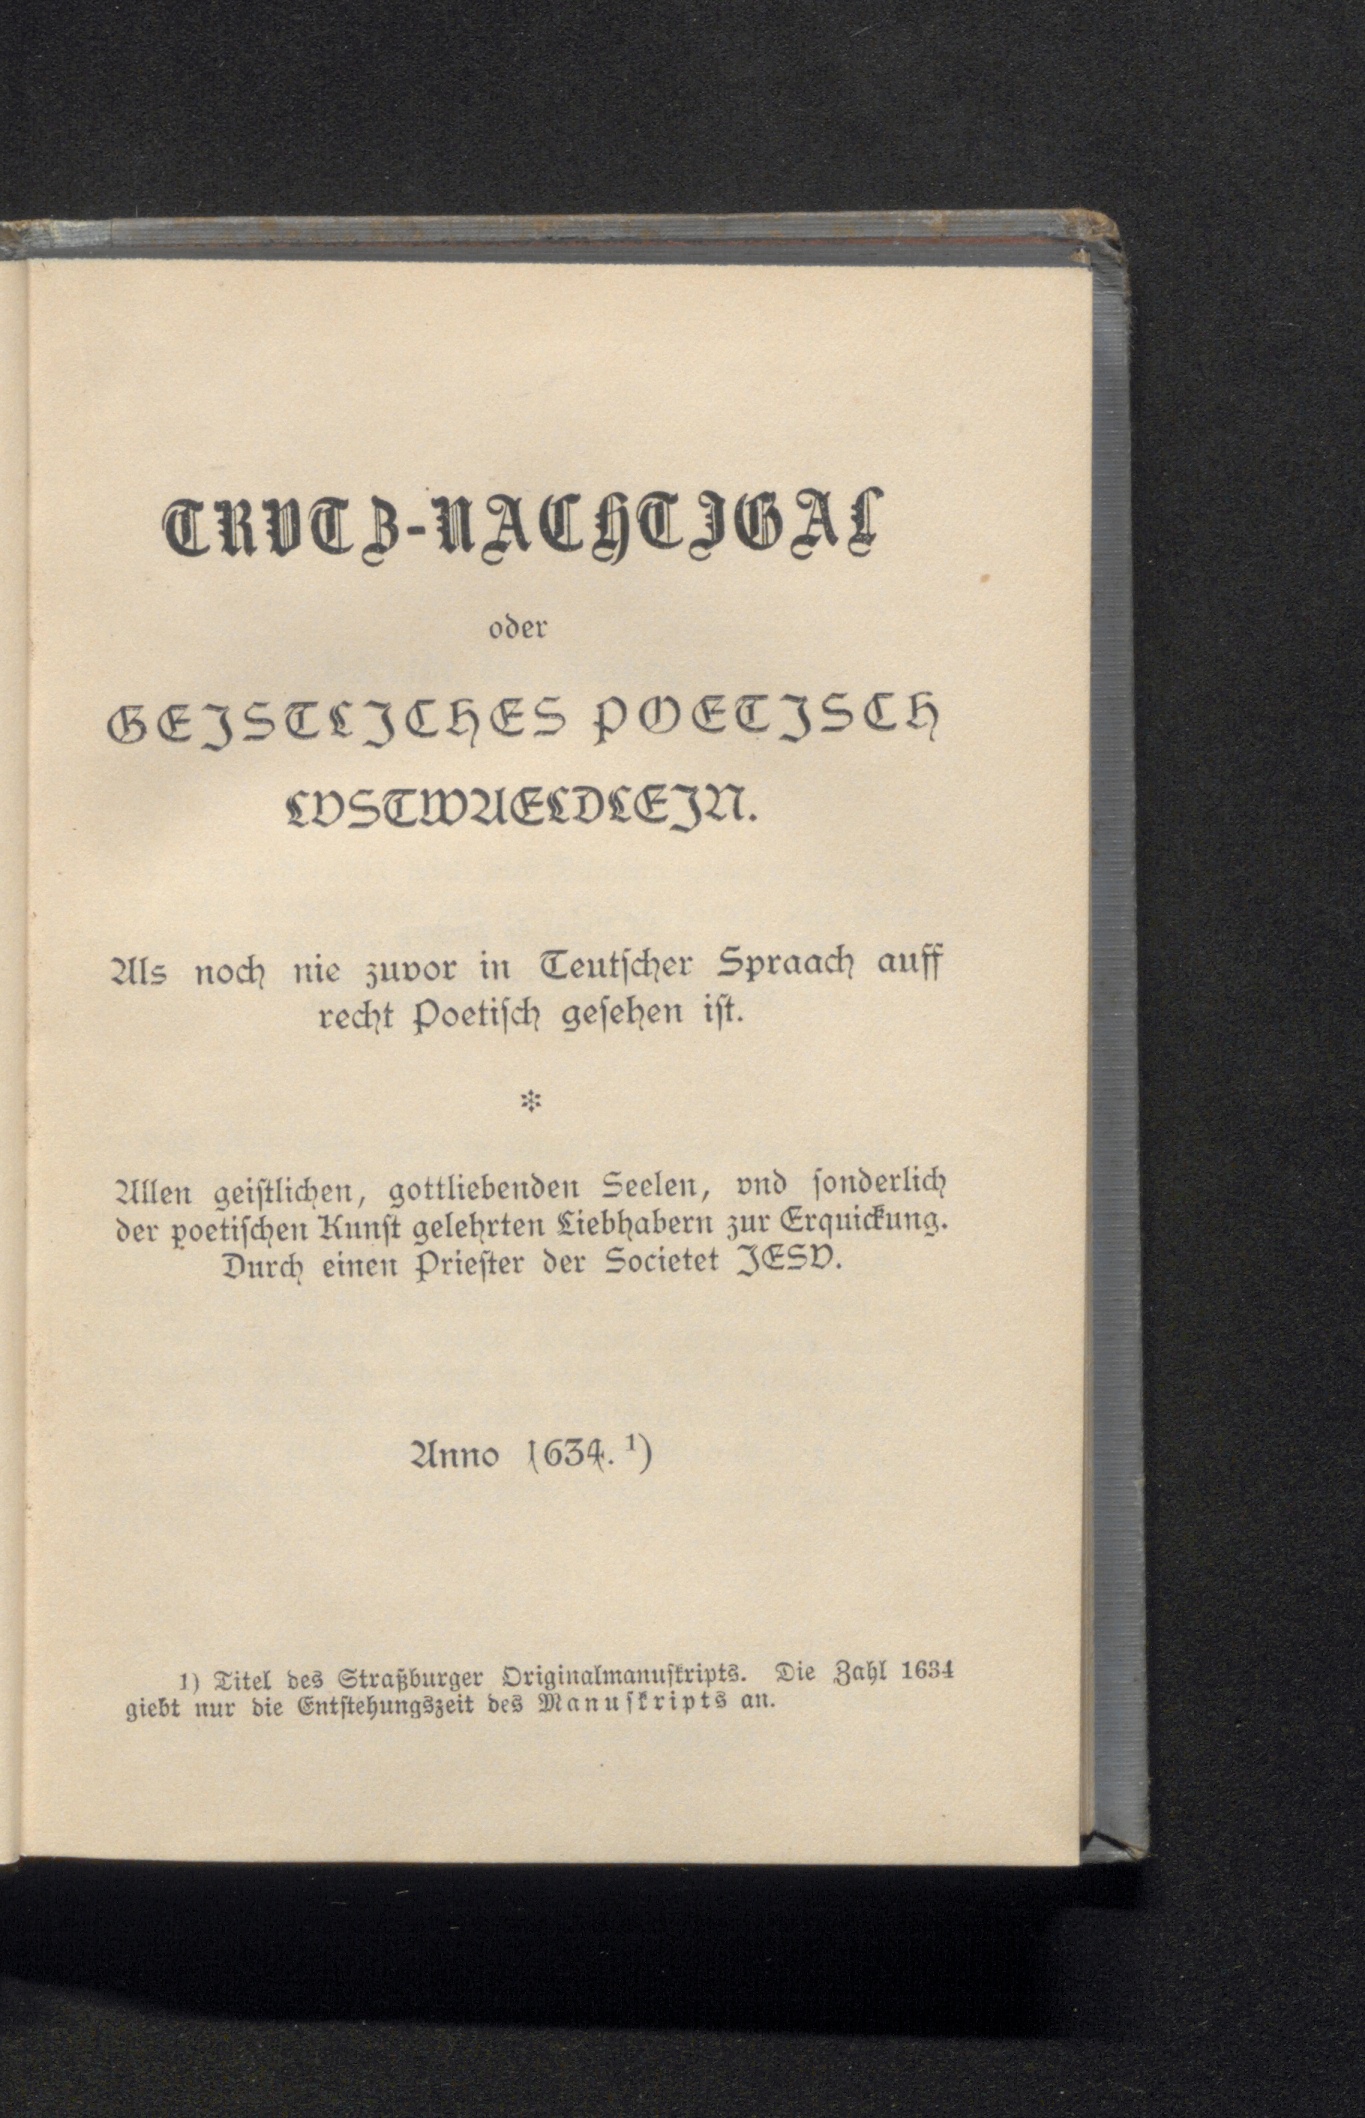 TRVTZ-NACHTIGAL
oder
GEISTLICHES POETISCH
LVSTWAELDLEIN.
Als noch nie zuvor in Teutſcher Spraach auff
recht Poetiſch geſehen iſt.
*
Allen geiſtlichen, gottliebenden Seelen, vnd ſonderlich
der poetiſchen Kunſt gelehrten Liebhabern zur Erquickung.
Durch einen Prieſter der Societet JESV.
Anno 1634. ¹)
1) Titel des Straßburger Originalmanuſkripts. Die Zahl 1634
giebt nur die Entſtehungszeit des Manuſkripts an.